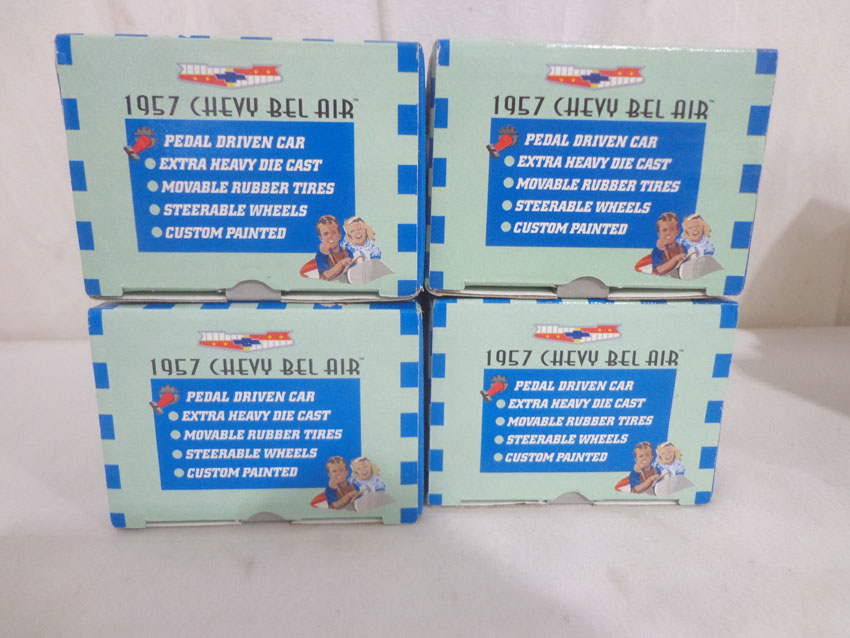 1957 CHEVY BEL AIR™
PEDAL DRIVEN CAR
EXTRA HEAVY DIE CAST
MOVABLE RUBBER TIRES
STEERABLE WHEELS
CUSTOM PAINTED
1957 CHEVY BEL AIR™
PEDAL DRIVEN CAR
EXTRA HEAVY DIE CAST
MOVABLE RUBBER TIRES
STEERABLE WHEELS
CUSTOM PAINTED
1957 CHEVY BEL AIR™
PEDAL DRIVEN CAR
EXTRA HEAVY DIE CAST
MOVABLE RUBBER TIRES
STEERABLE WHEELS
CUSTOM PAINTED
1957 CHEVY BEL AIR™
PEDAL DRIVEN CAR
EXTRA HEAVY DIE CAST
MOVABLE RUBBER TIRES
STEERABLE WHEELS
CUSTOM PAINTED